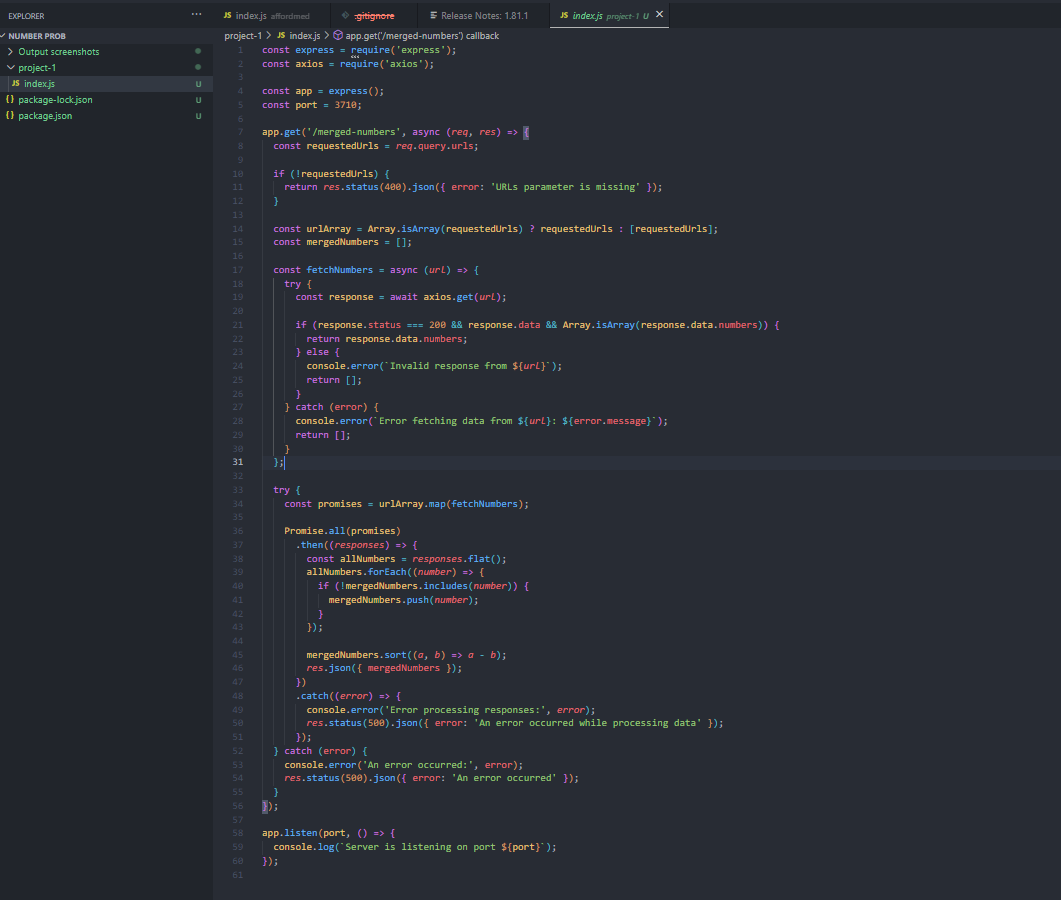 EXPLORER
···
NUMBER PROB
Output screenshots
project-1
JS index.js U
{} package-lock.json U
{} package.json U
JS index.js affordmed
.gitignore
Release Notes: 1.81.1
JS index.js project-1 U ×
project-1 > JS index.js > app.get('/merged-numbers') callback
1 const express = require('express');
2 const axios = require('axios');
3
4 const app = express();
5 const port = 3710;
6
7 app.get('/merged-numbers', async (req, res) => {
8 const requestedUrls = req.query.urls;
9
10 if (!requestedUrls) {
11 return res.status(400).json({ error: 'URLs parameter is missing' });
12 }
13
14 const urlArray = Array.isArray(requestedUrls) ? requestedUrls : [requestedUrls];
15 const mergedNumbers = [];
16
17 const fetchNumbers = async (url) => {
18 try {
19 const response = await axios.get(url);
20
21 if (response.status === 200 && response.data && Array.isArray(response.data.numbers)) {
22 return response.data.numbers;
23 } else {
24 console.error(`Invalid response from ${url}`);
25 return [];
26 }
27 } catch (error) {
28 console.error(`Error fetching data from ${url}: ${error.message}`);
29 return [];
30 }
31 };
32
33 try {
34 const promises = urlArray.map(fetchNumbers);
35
36 Promise.all(promises)
37 .then((responses) => {
38 const allNumbers = responses.flat();
39 allNumbers.forEach((number) => {
40 if (!mergedNumbers.includes(number)) {
41 mergedNumbers.push(number);
42 }
43 });
44
45 mergedNumbers.sort((a, b) => a - b);
46 res.json({ mergedNumbers });
47 })
48 .catch((error) => {
49 console.error('Error processing responses:', error);
50 res.status(500).json({ error: 'An error occurred while processing data' });
51 });
52 } catch (error) {
53 console.error('An error occurred:', error);
54 res.status(500).json({ error: 'An error occurred' });
55 }
56 });
57
58 app.listen(port, () => {
59 console.log(`Server is listening on port ${port}`);
60 });
61